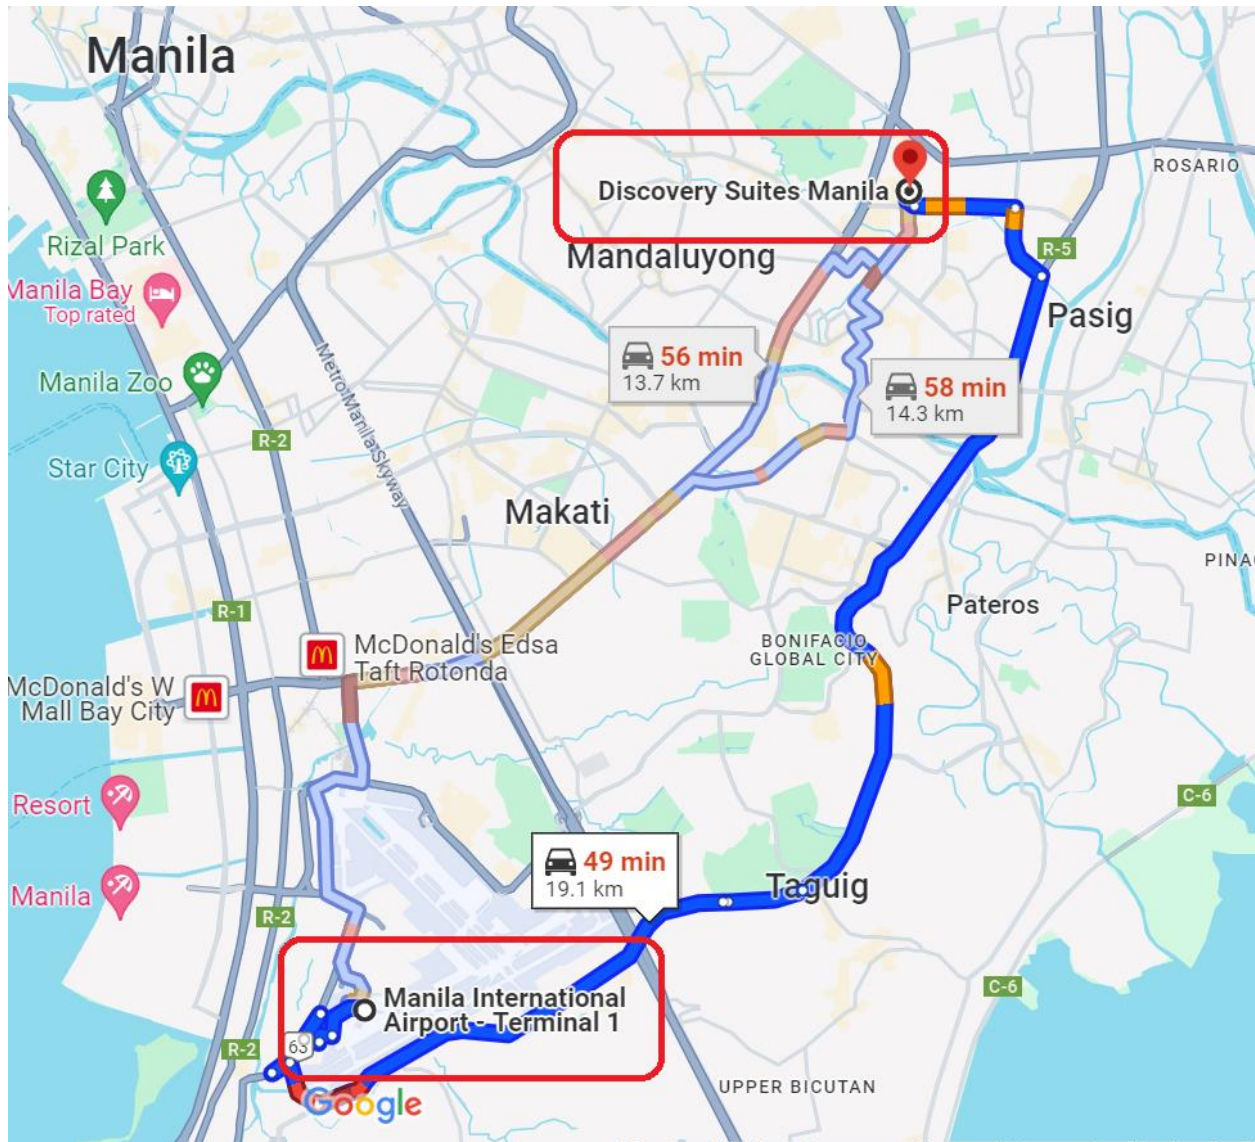 Manila
ROSARIO
Discovery Suites Manila
Rizal Park
Mandaluyong
R-5
Manila Bay
Top rated
Pasig
56 min
13.7 km
Manila Zoo
Metro Manila Skyway
58 min
14.3 km
R-2
Star City
Makati
R-1
Pateros
BONIFACIO
GLOBAL CITY
McDonald's Edsa
Taft Rotonda
McDonald's W
Mall Bay City
Resort
C-6
49 min
19.1 km
Taguig
Manila
R-2
C-6
Manila International
Airport - Terminal 1
63
R-2
UPPER BICUTAN
Google